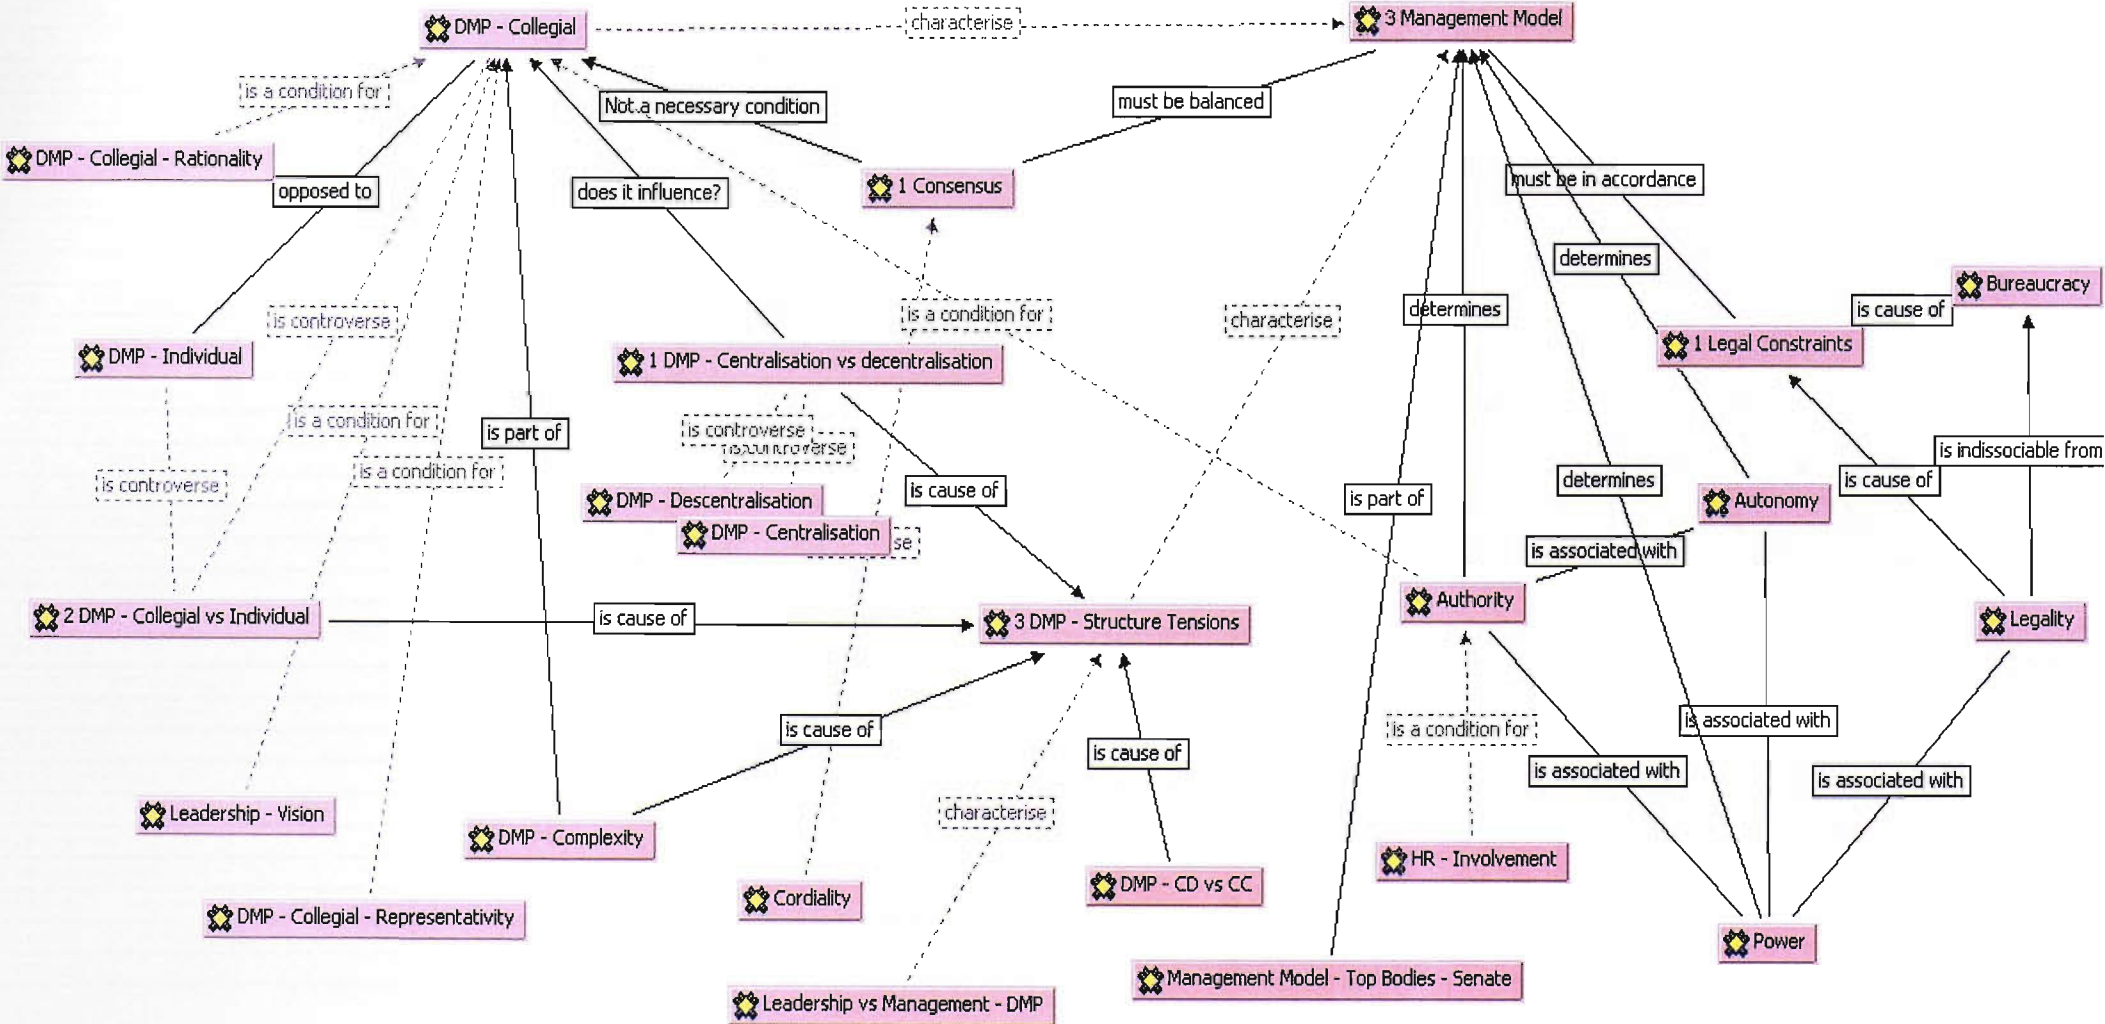 DMP - Collegial
characterise
3 Management Model
is a condition for
Not a necessary condition
must be balanced
DMP - Collegial - Rationality
opposed to
does it influence?
1 Consensus
must be in accordance
determines
Bureaucracy
is controverse
is a condition for
characterise
determines
is cause of
DMP - Individual
1 DMP - Centralisation vs decentralisation
1 Legal Constraints
is a condition for
is part of
is controverse
is controverse
is indissociable from
is a condition for
is controverse
is cause of
is part of
determines
is cause of
DMP - Descentralisation
Autonomy
DMP - Centralisation
se
is associated with
2 DMP - Collegial vs Individual
is cause of
3 DMP - Structure Tensions
Authority
Legality
is cause of
is cause of
is a condition for
is associated with
is associated with
is associated with
Leadership - Vision
DMP - Complexity
characterise
HR - Involvement
DMP - Collegial - Representativity
Cordiality
DMP - CD vs CC
Power
Leadership vs Management - DMP
Management Model - Top Bodies - Senate